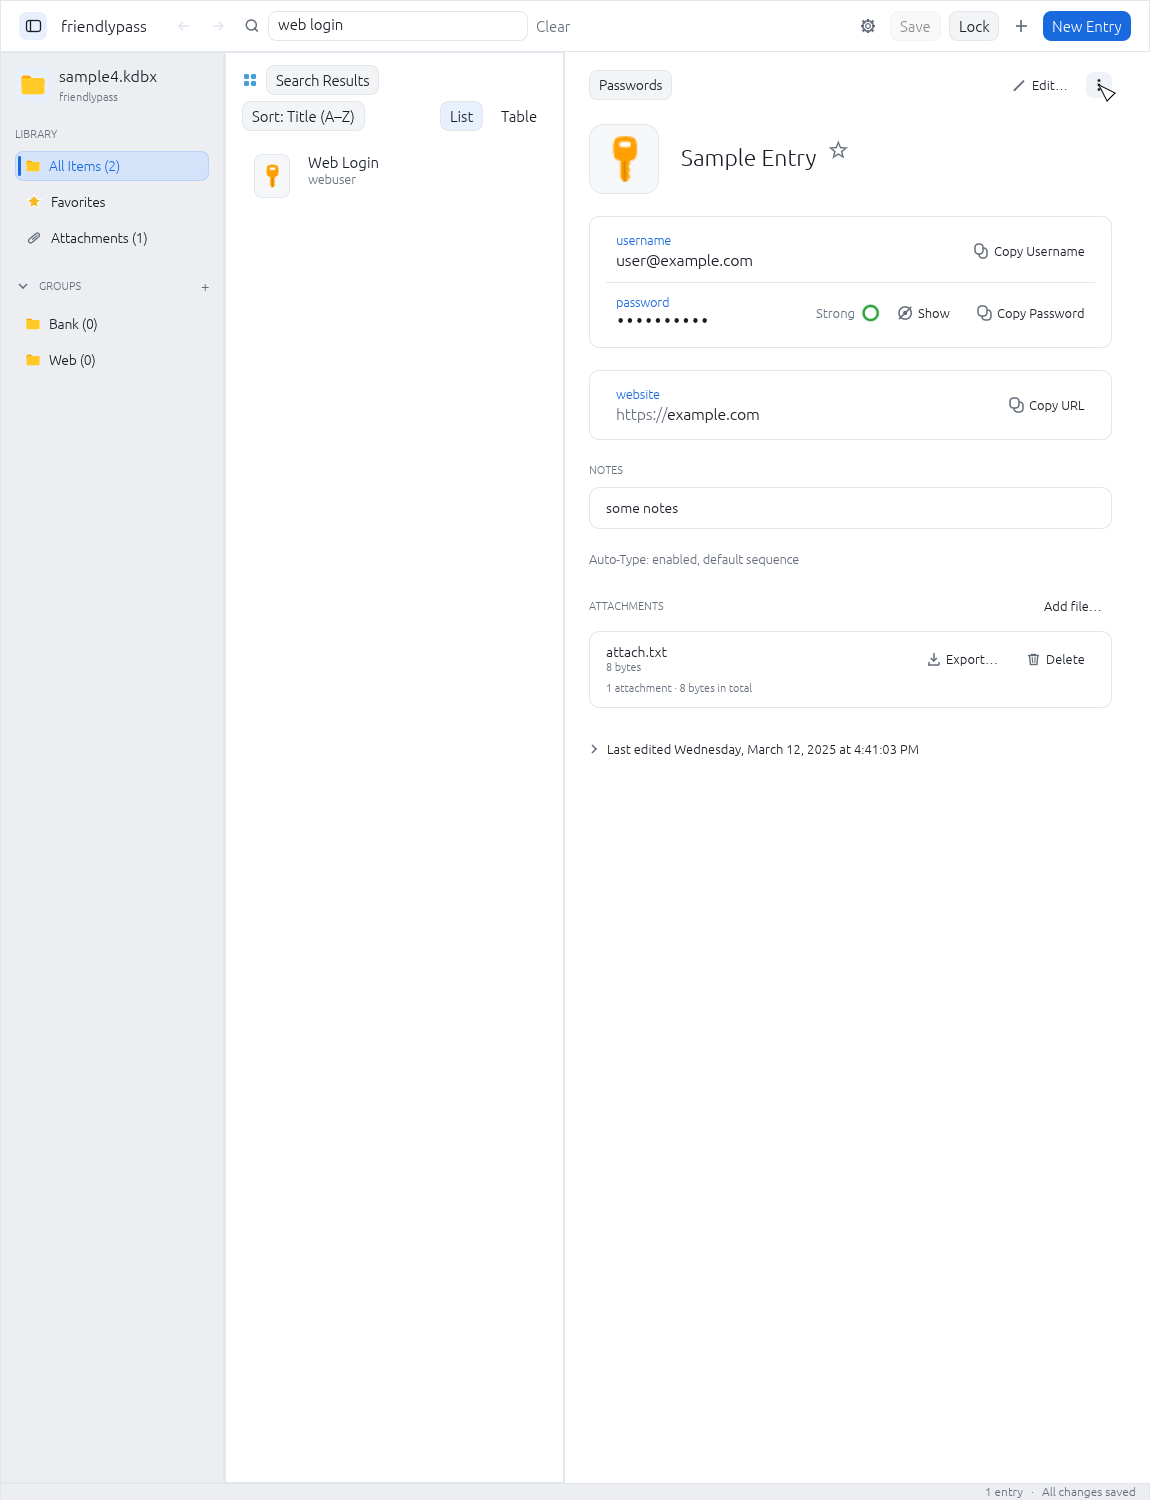 friendlypass
web login
Clear
Save
Lock
New Entry
sample4.kdbx
friendlypass
LIBRARY
All Items (2)
Favorites
Attachments (1)
GROUPS
+
Bank (0)
Web (0)
Search Results
Sort: Title (A–Z)
List
Table
Web Login
webuser
Passwords
Edit...
Sample Entry
username
user@example.com
Copy Username
password
••••••••••
Strong
Show
Copy Password
website
https://example.com
Copy URL
NOTES
some notes
Auto-Type: enabled, default sequence
ATTACHMENTS
Add file...
attach.txt
8 bytes
1 attachment · 8 bytes in total
Export...
Delete
Last edited Wednesday, March 12, 2025 at 4:41:03 PM
1 entry · All changes saved